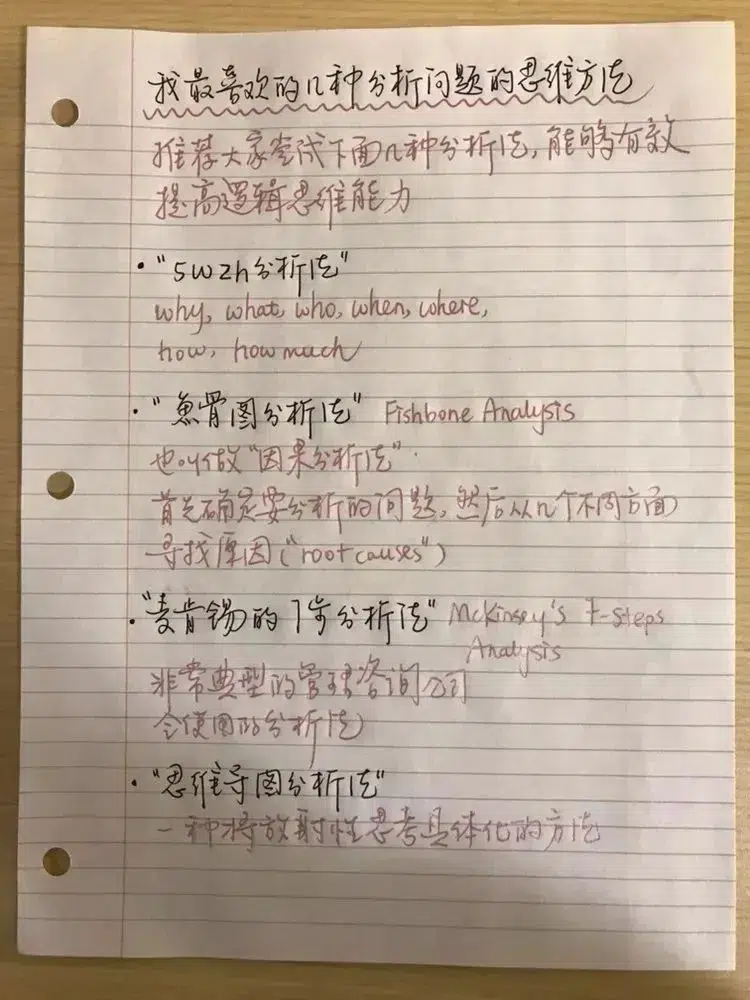 我最喜欢的几种分析问题的思维方法
推荐大家尝试下面几种分析法,能够有效
提高逻辑思维能力
·"5W2h分析法"
why, what, who, when, where,
how, how much
·"鱼骨图分析法" Fishbone Analysis
也叫做"因果分析法".
首先确定要分析的问题,然后从几个不同方面
寻找原因("root causes")
·"麦肯锡的7步分析法" McKinsey's 7-steps
Analysis
非常典型的管理咨询公司
会使用的分析法
·"思维导图分析法"
一种将放射性思考具体化的方法